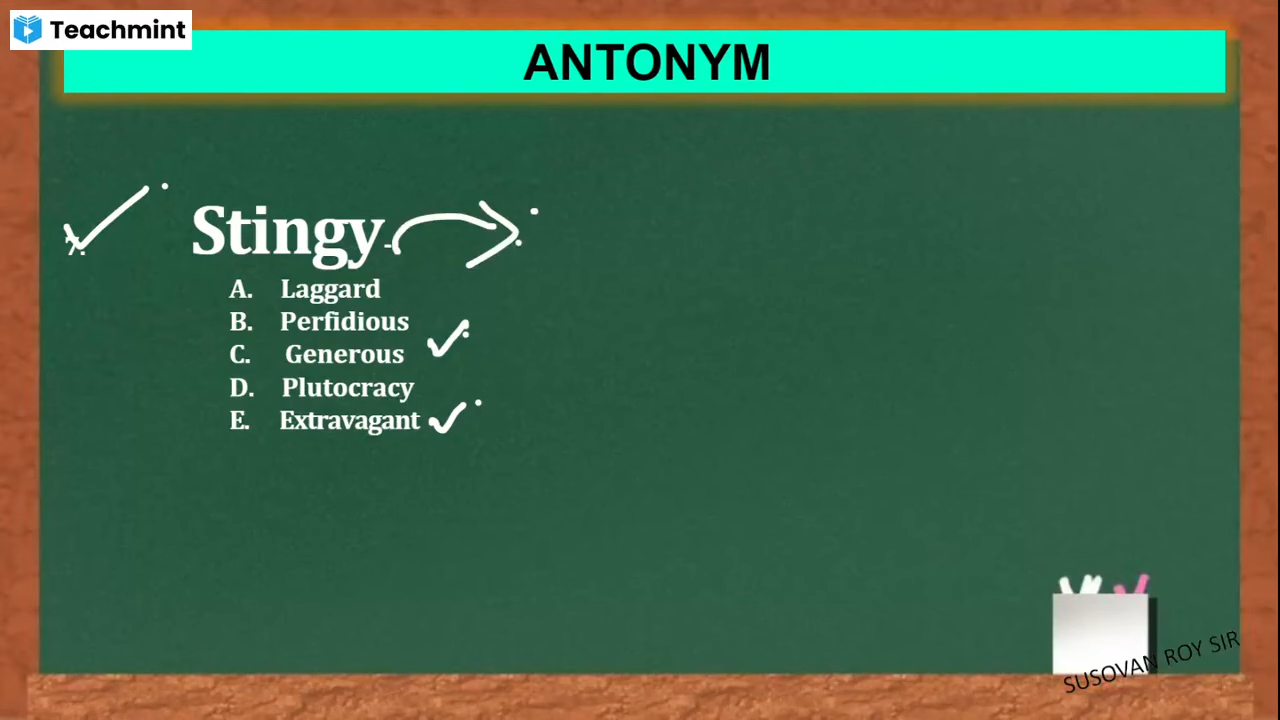 Teachmint
ANTONYM
Stingy-
A. Laggard
B. Perfidious
C. Generous
D. Plutocracy
E. Extravagant
SUSOVAN ROY SIR